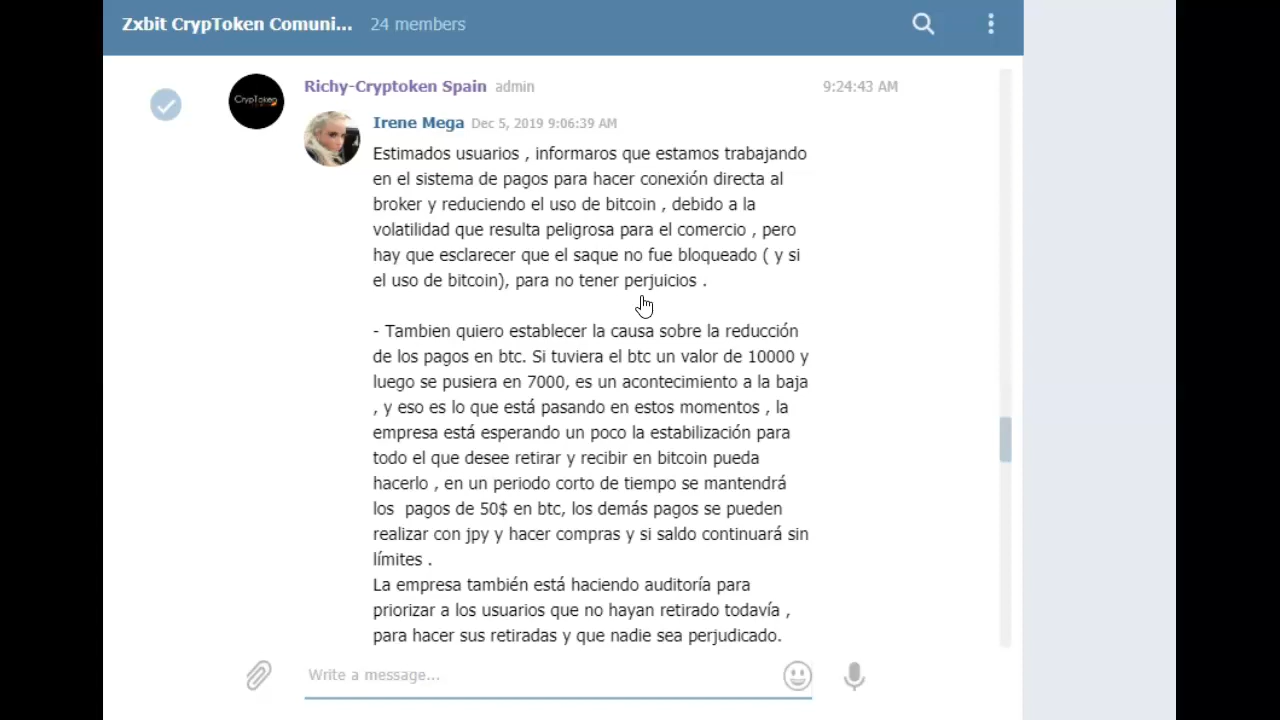 Zxbit CrypToken Comuni... 24 members
Richy-Cryptoken Spain admin 9:24:43 AM
CrypToken
Irene Mega Dec 5, 2019 9:06:39 AM
Estimados usuarios , informaros que estamos trabajando
en el sistema de pagos para hacer conexión directa al
broker y reduciendo el uso de bitcoin , debido a la
volatilidad que resulta peligrosa para el comercio , pero
hay que esclarecer que el saque no fue bloqueado ( y si
el uso de bitcoin), para no tener perjuicios .
- Tambien quiero establecer la causa sobre la reducción
de los pagos en btc. Si tuviera el btc un valor de 10000 y
luego se pusiera en 7000, es un acontecimiento a la baja
, y eso es lo que está pasando en estos momentos , la
empresa está esperando un poco la estabilización para
todo el que desee retirar y recibir en bitcoin pueda
hacerlo , en un periodo corto de tiempo se mantendrá
los  pagos de 50$ en btc, los demás pagos se pueden
realizar con jpy y hacer compras y si saldo continuará sin
límites .
La empresa también está haciendo auditoría para
priorizar a los usuarios que no hayan retirado todavía ,
para hacer sus retiradas y que nadie sea perjudicado.
Write a message...